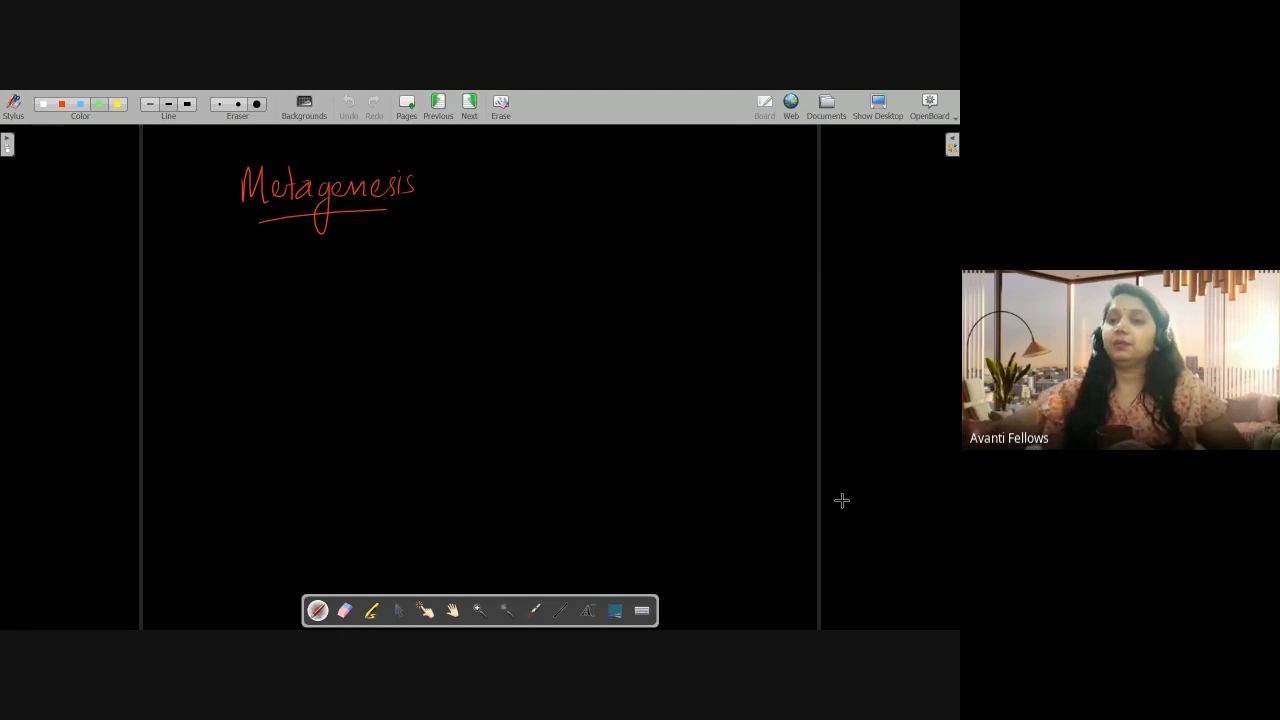 Stylus
Color
Line
Eraser
Backgrounds
Undo
Redo
Pages
Previous
Next
Erase
Board
Web
Documents
Show Desktop
OpenBoard
Metagenesis
Avanti Fellows